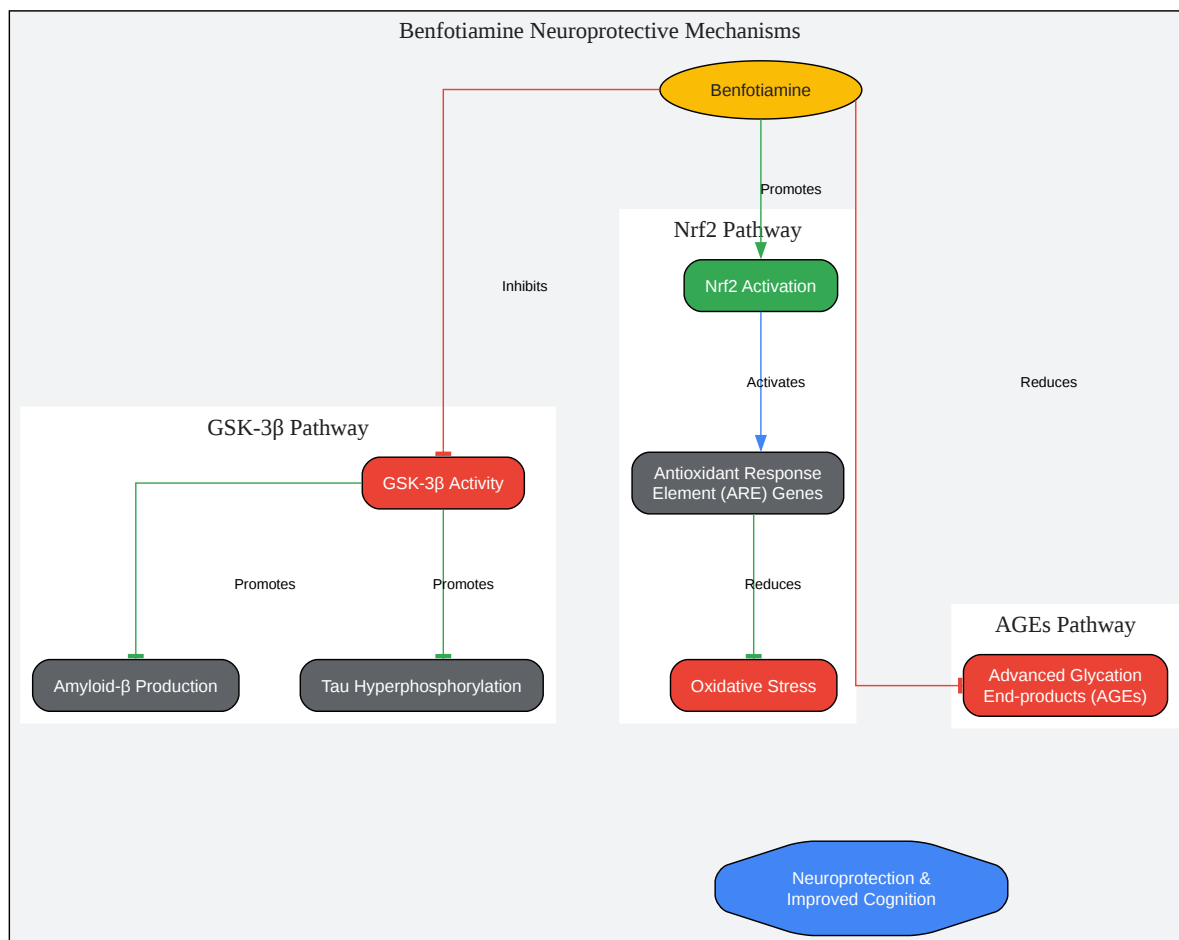 Benfotiamine Neuroprotective Mechanisms
Benfotiamine
Promotes
Nrf2 Pathway
Nrf2 Activation
Inhibits
Activates
Reduces
GSK-3β Pathway
GSK-3β Activity
Antioxidant Response
Element (ARE) Genes
Promotes
Promotes
Reduces
AGEs Pathway
Amyloid-β Production
Tau Hyperphosphorylation
Oxidative Stress
Advanced Glycation
End-products (AGEs)
Neuroprotection &
Improved Cognition